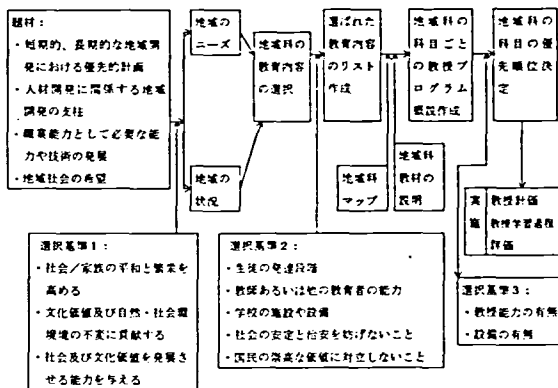 題材：
・短期的、長期的な地域開
発における優先的計画
・人材開発に関係する地域
開発の支柱
・職業能力として必要な能
力や技術の発展
・地域社会の希望
地域の
ニーズ
地域の
状況
地域科の
教育内容
の選択
選ばれた
教育内容
のリスト
作成
地域科の
科目ごと
の教授プ
ログラム
概説作成
地域科の
科目の優
先順位決
定
地域科
マップ
地域科
教材の
説明
実施
教授評価
教授学習過程
評価
選択基準1：
・社会／家族の平和と繁栄を
高める
・文化価値及び自然・社会環
境の不変に貢献する
・社会及び文化価値を発展さ
せる能力を与える
選択基準2：
・生徒の発達段階
・教師あるいは他の教育者の能力
・学校の施設や設備
・社会の安定と治安を妨げないこと
・国民の崇高な価値に対立しないこと
選択基準3：
・教授能力の有無
・設備の有無